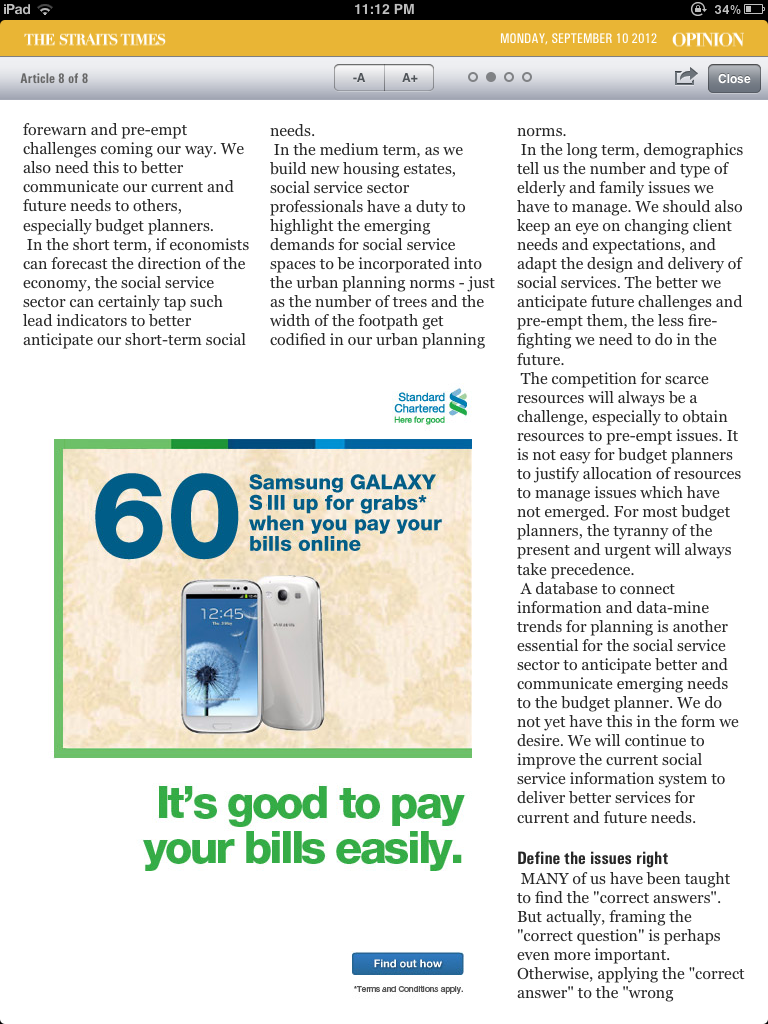 iPad
11:12 PM
34%
THE STRAITS TIMES
MONDAY, SEPTEMBER 10 2012
OPINION
Article 8 of 8
-A
A+
Close
forewarn and pre-empt
challenges coming our way. We
also need this to better
communicate our current and
future needs to others,
especially budget planners.
In the short term, if economists
can forecast the direction of the
economy, the social service
sector can certainly tap such
lead indicators to better
anticipate our short-term social
needs.
In the medium term, as we
build new housing estates,
social service sector
professionals have a duty to
highlight the emerging
demands for social service
spaces to be incorporated into
the urban planning norms - just
as the number of trees and the
width of the footpath get
codified in our urban planning
norms.
In the long term, demographics
tell us the number and type of
elderly and family issues we
have to manage. We should also
keep an eye on changing client
needs and expectations, and
adapt the design and delivery of
social services. The better we
anticipate future challenges and
pre-empt them, the less fire-
fighting we need to do in the
future.
The competition for scarce
resources will always be a
challenge, especially to obtain
resources to pre-empt issues. It
is not easy for budget planners
to justify allocation of resources
to manage issues which have
not emerged. For most budget
planners, the tyranny of the
present and urgent will always
take precedence.
A database to connect
information and data-mine
trends for planning is another
essential for the social service
sector to anticipate better and
communicate emerging needs
to the budget planner. We do
not yet have this in the form we
desire. We will continue to
improve the current social
service information system to
deliver better services for
current and future needs.
Define the issues right
MANY of us have been taught
to find the "correct answers".
But actually, framing the
"correct question" is perhaps
even more important.
Otherwise, applying the "correct
answer" to the "wrong
Standard
Chartered
Here for good
60
Samsung GALAXY
S III up for grabs*
when you pay your
bills online
12:45
SAMSUNG
It's good to pay
your bills easily.
Find out how
*Terms and Conditions apply.